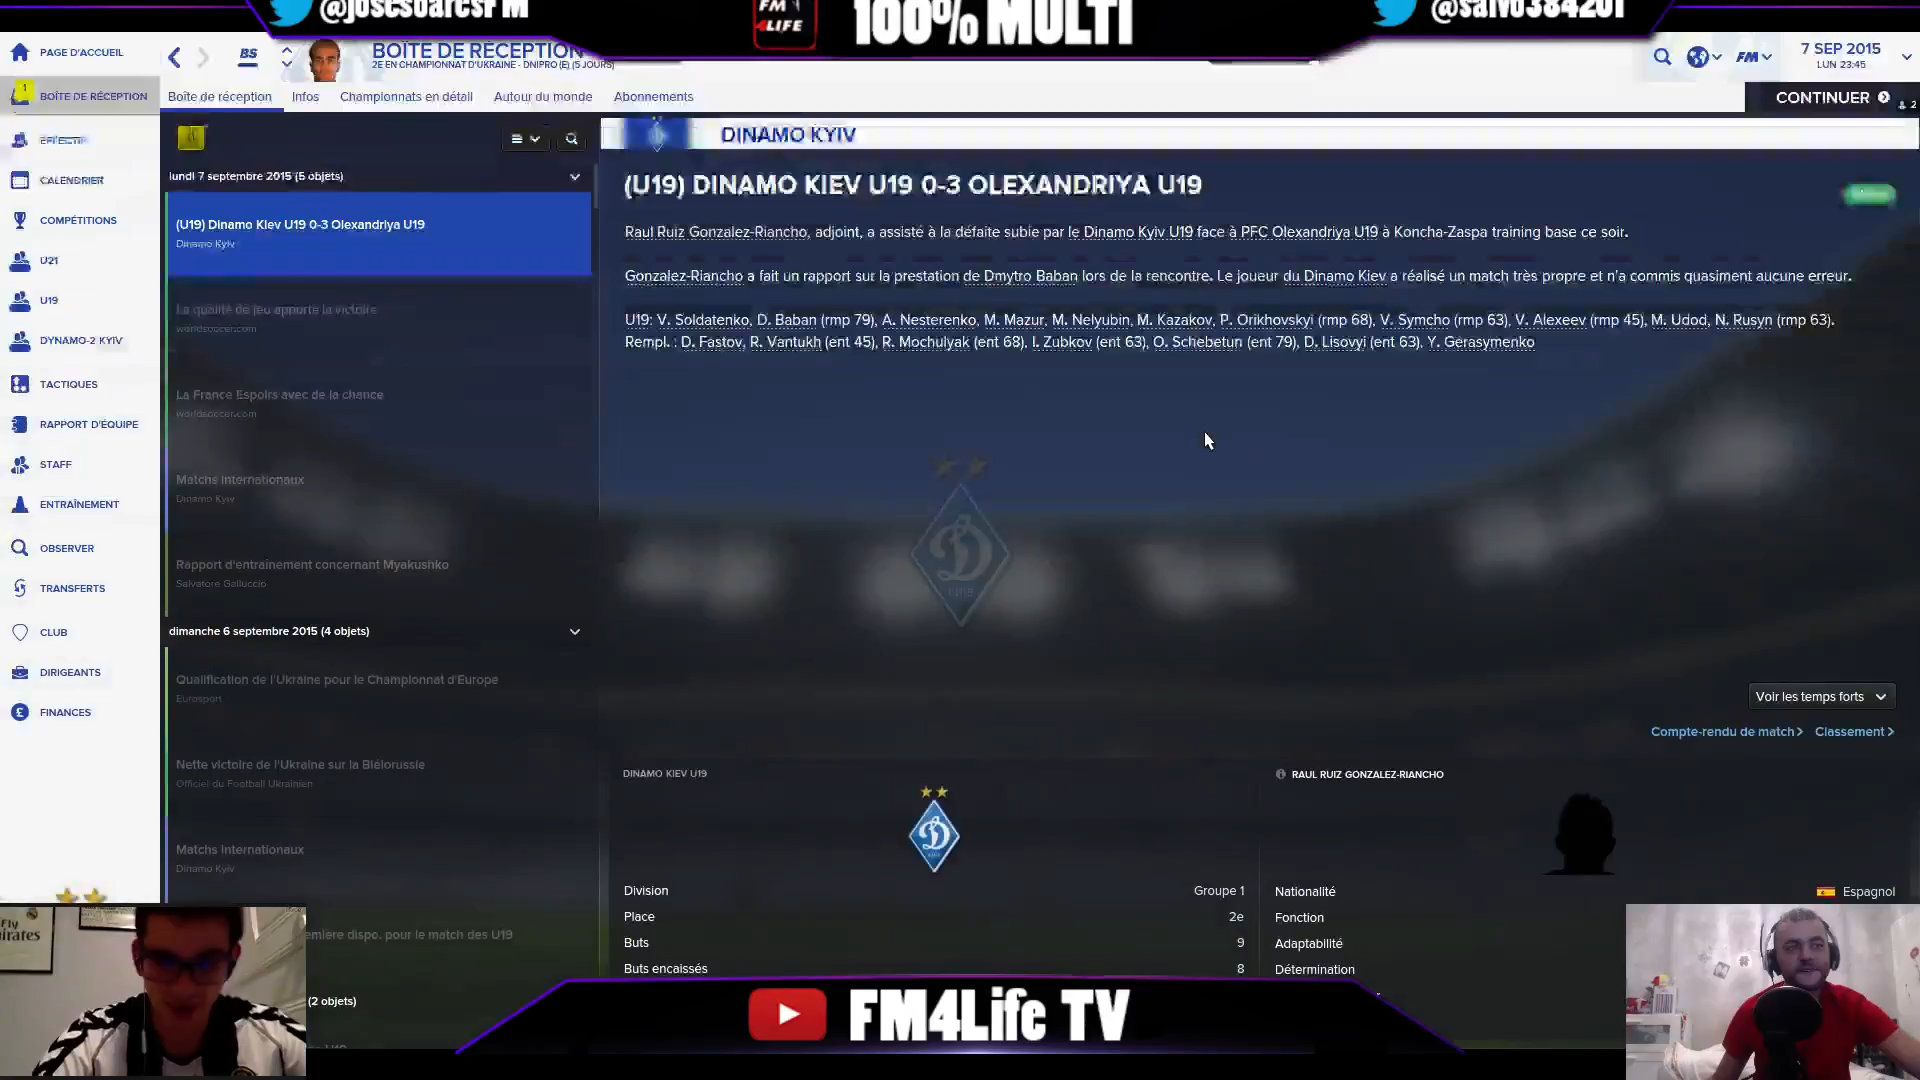 @josesoaresFM
FM
4LIFE
100% MULTI
@salvo384201
PAGE D'ACCUEIL
BS
BOÎTE DE RÉCEPTION
2E EN CHAMPIONNAT D'UKRAINE - DNIPRO (E) (5 JOURS)
FM
7 SEP 2015
LUN 23:45
1
BOÎTE DE RÉCEPTION
Boîte de réception
Infos
Championnats en détail
Autour du monde
Abonnements
CONTINUER
2
EFFECTIF
CALENDRIER
COMPÉTITIONS
U21
U19
DYNAMO-2 KYIV
TACTIQUES
RAPPORT D'ÉQUIPE
STAFF
ENTRAÎNEMENT
OBSERVER
TRANSFERTS
CLUB
DIRIGEANTS
FINANCES
lundi 7 septembre 2015 (5 objets)
(U19) Dinamo Kiev U19 0-3 Olexandriya U19
Dinamo Kyiv
La qualité de jeu apporte la victoire
worldsoccer.com
La France Espoirs avec de la chance
worldsoccer.com
Matchs internationaux
Dinamo Kyiv
Rapport d'entraînement concernant Myakushko
Salvatore Galluccio
dimanche 6 septembre 2015 (4 objets)
Qualification de l'Ukraine pour le Championnat d'Europe
Eurosport
Nette victoire de l'Ukraine sur la Biélorussie
Officiel du Football Ukrainien
Matchs internationaux
Dinamo Kyiv
dispo. pour le match des U19
(2 objets)
DINAMO KYIV
(U19) DINAMO KIEV U19 0-3 OLEXANDRIYA U19
Raul Ruiz Gonzalez-Riancho, adjoint, a assisté à la défaite subie par le Dinamo Kyiv U19 face à PFC Olexandriya U19 à Koncha-Zaspa training base ce soir.
Gonzalez-Riancho a fait un rapport sur la prestation de Dmytro Baban lors de la rencontre. Le joueur du Dinamo Kiev a réalisé un match très propre et n'a commis quasiment aucune erreur.
U19: V. Soldatenko, D. Baban (rmp 79), A. Nesterenko, M. Mazur, M. Nelyubin, M. Kazakov, P. Orikhovskyi (rmp 68), V. Symcho (rmp 63), V. Alexeev (rmp 45), M. Udod, N. Rusyn (rmp 63).
Rempl. : D. Fastov, R. Vantukh (ent 45), R. Mochulyak (ent 68), I. Zubkov (ent 63), O. Schebetun (ent 79), D. Lisovyi (ent 63), Y. Gerasymenko
Voir les temps forts
Compte-rendu de match
Classement
DINAMO KIEV U19
Division Groupe 1
Place 2e
Buts 9
Buts encaissés 8
RAUL RUIZ GONZALEZ-RIANCHO
Nationalité Espagnol
Fonction
Adaptabilité
Détermination
Fly
Emirates
FM4Life TV